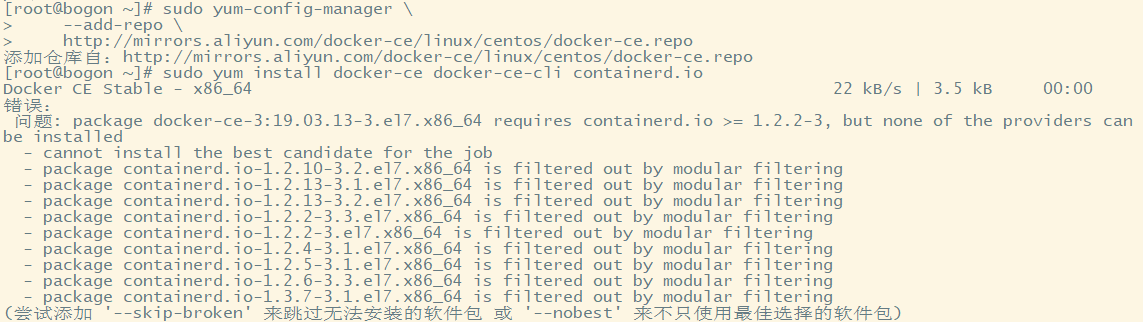 [root@bogon ~]# sudo yum-config-manager \
>     --add-repo \
>     http://mirrors.aliyun.com/docker-ce/linux/centos/docker-ce.repo
添加仓库自：http://mirrors.aliyun.com/docker-ce/linux/centos/docker-ce.repo
[root@bogon ~]# sudo yum install docker-ce docker-ce-cli containerd.io
Docker CE Stable - x86_64                                                        22 kB/s | 3.5 kB     00:00
错误：
 问题: package docker-ce-3:19.03.13-3.el7.x86_64 requires containerd.io >= 1.2.2-3, but none of the providers can
be installed
  - cannot install the best candidate for the job
  - package containerd.io-1.2.10-3.2.el7.x86_64 is filtered out by modular filtering
  - package containerd.io-1.2.13-3.1.el7.x86_64 is filtered out by modular filtering
  - package containerd.io-1.2.13-3.2.el7.x86_64 is filtered out by modular filtering
  - package containerd.io-1.2.2-3.3.el7.x86_64 is filtered out by modular filtering
  - package containerd.io-1.2.2-3.el7.x86_64 is filtered out by modular filtering
  - package containerd.io-1.2.4-3.1.el7.x86_64 is filtered out by modular filtering
  - package containerd.io-1.2.5-3.1.el7.x86_64 is filtered out by modular filtering
  - package containerd.io-1.2.6-3.3.el7.x86_64 is filtered out by modular filtering
  - package containerd.io-1.3.7-3.1.el7.x86_64 is filtered out by modular filtering
(尝试添加 '--skip-broken' 来跳过无法安装的软件包 或 '--nobest' 来不只使用最佳选择的软件包)